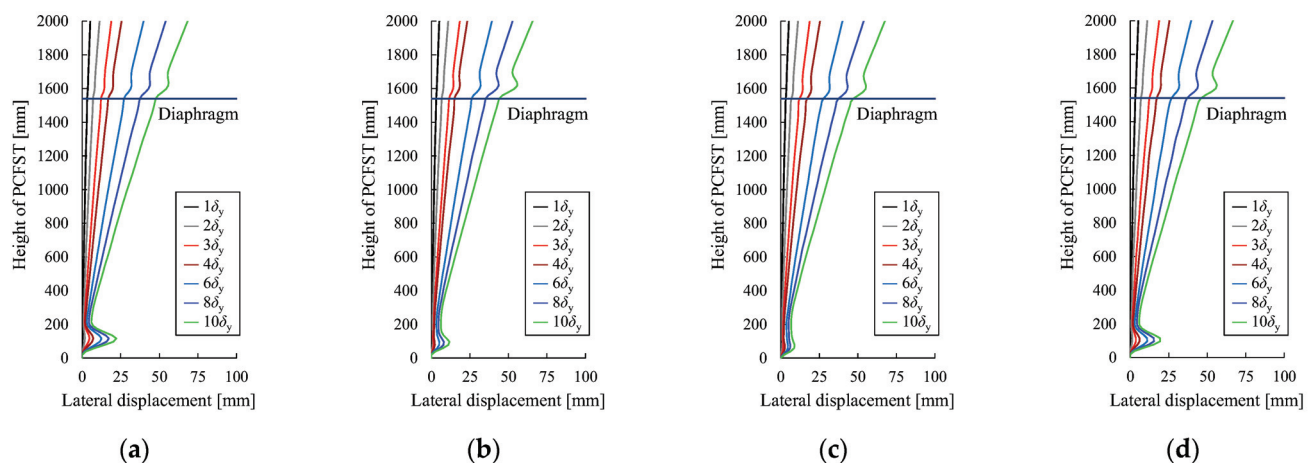 Height of PCFST [mm]
2000
1800
1600
1400
1200
1000
800
600
400
200
0
Diaphragm
1δy
2δy
3δy
4δy
6δy
8δy
10δy
0 25 50 75 100
Lateral displacement [mm]
(a)
Height of PCFST [mm]
2000
1800
1600
1400
1200
1000
800
600
400
200
0
Diaphragm
1δy
2δy
3δy
4δy
6δy
8δy
10δy
0 25 50 75 100
Lateral displacement [mm]
(b)
Height of PCFST [mm]
2000
1800
1600
1400
1200
1000
800
600
400
200
0
Diaphragm
1δy
2δy
3δy
4δy
6δy
8δy
10δy
0 25 50 75 100
Lateral displacement [mm]
(c)
Height of PCFST [mm]
2000
1800
1600
1400
1200
1000
800
600
400
200
0
Diaphragm
1δy
2δy
3δy
4δy
6δy
8δy
10δy
0 25 50 75 100
Lateral displacement [mm]
(d)